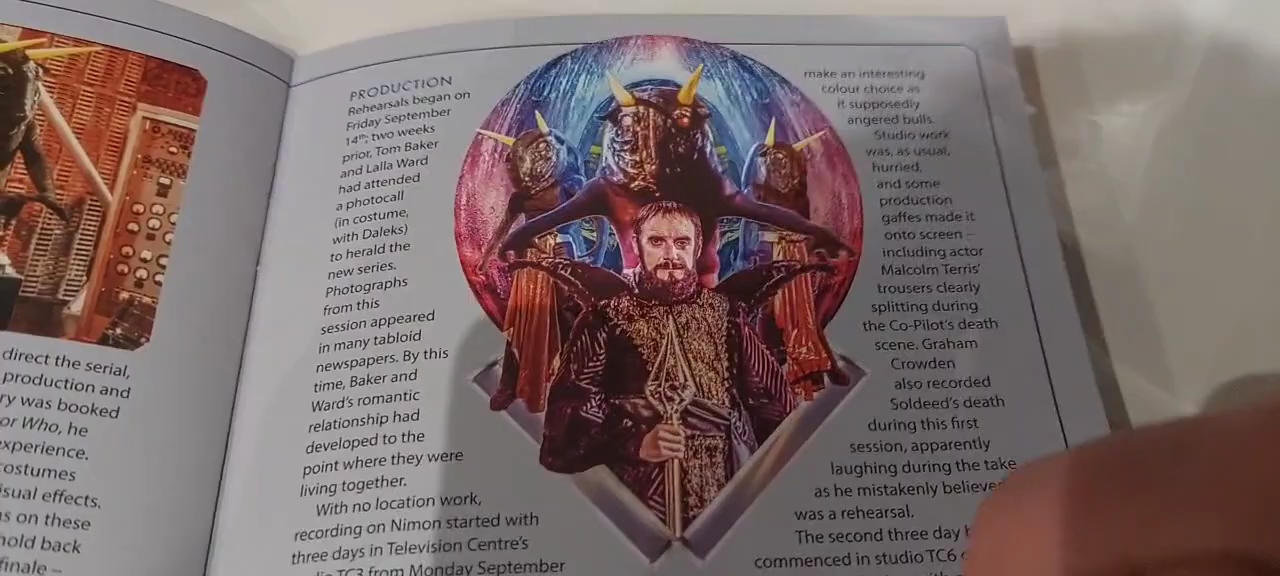 direct the serial,
production and
ry was booked
or Who, he
experience.
costumes
isual effects.
as on these
hold back
finale –
PRODUCTION
Rehearsals began on
Friday September
14th; two weeks
prior, Tom Baker
and Lalla Ward
had attended
a photocall
(in costume,
with Daleks)
to herald the
new series.
Photographs
from this
session appeared
in many tabloid
newspapers. By this
time, Baker and
Ward's romantic
relationship had
developed to the
point where they were
living together.
With no location work,
recording on Nimon started with
three days in Television Centre's
TC3 from Monday September
make an interesting
colour choice as
it supposedly
angered bulls.
Studio work
was, as usual,
hurried,
and some
production
gaffes made it
onto screen –
including actor
Malcolm Terris'
trousers clearly
splitting during
the Co-Pilot's death
scene. Graham
Crowden
also recorded
Soldeed's death
during this first
session, apparently
laughing during the take
as he mistakenly believe
was a rehearsal.
The second three day
commenced in studio TC6